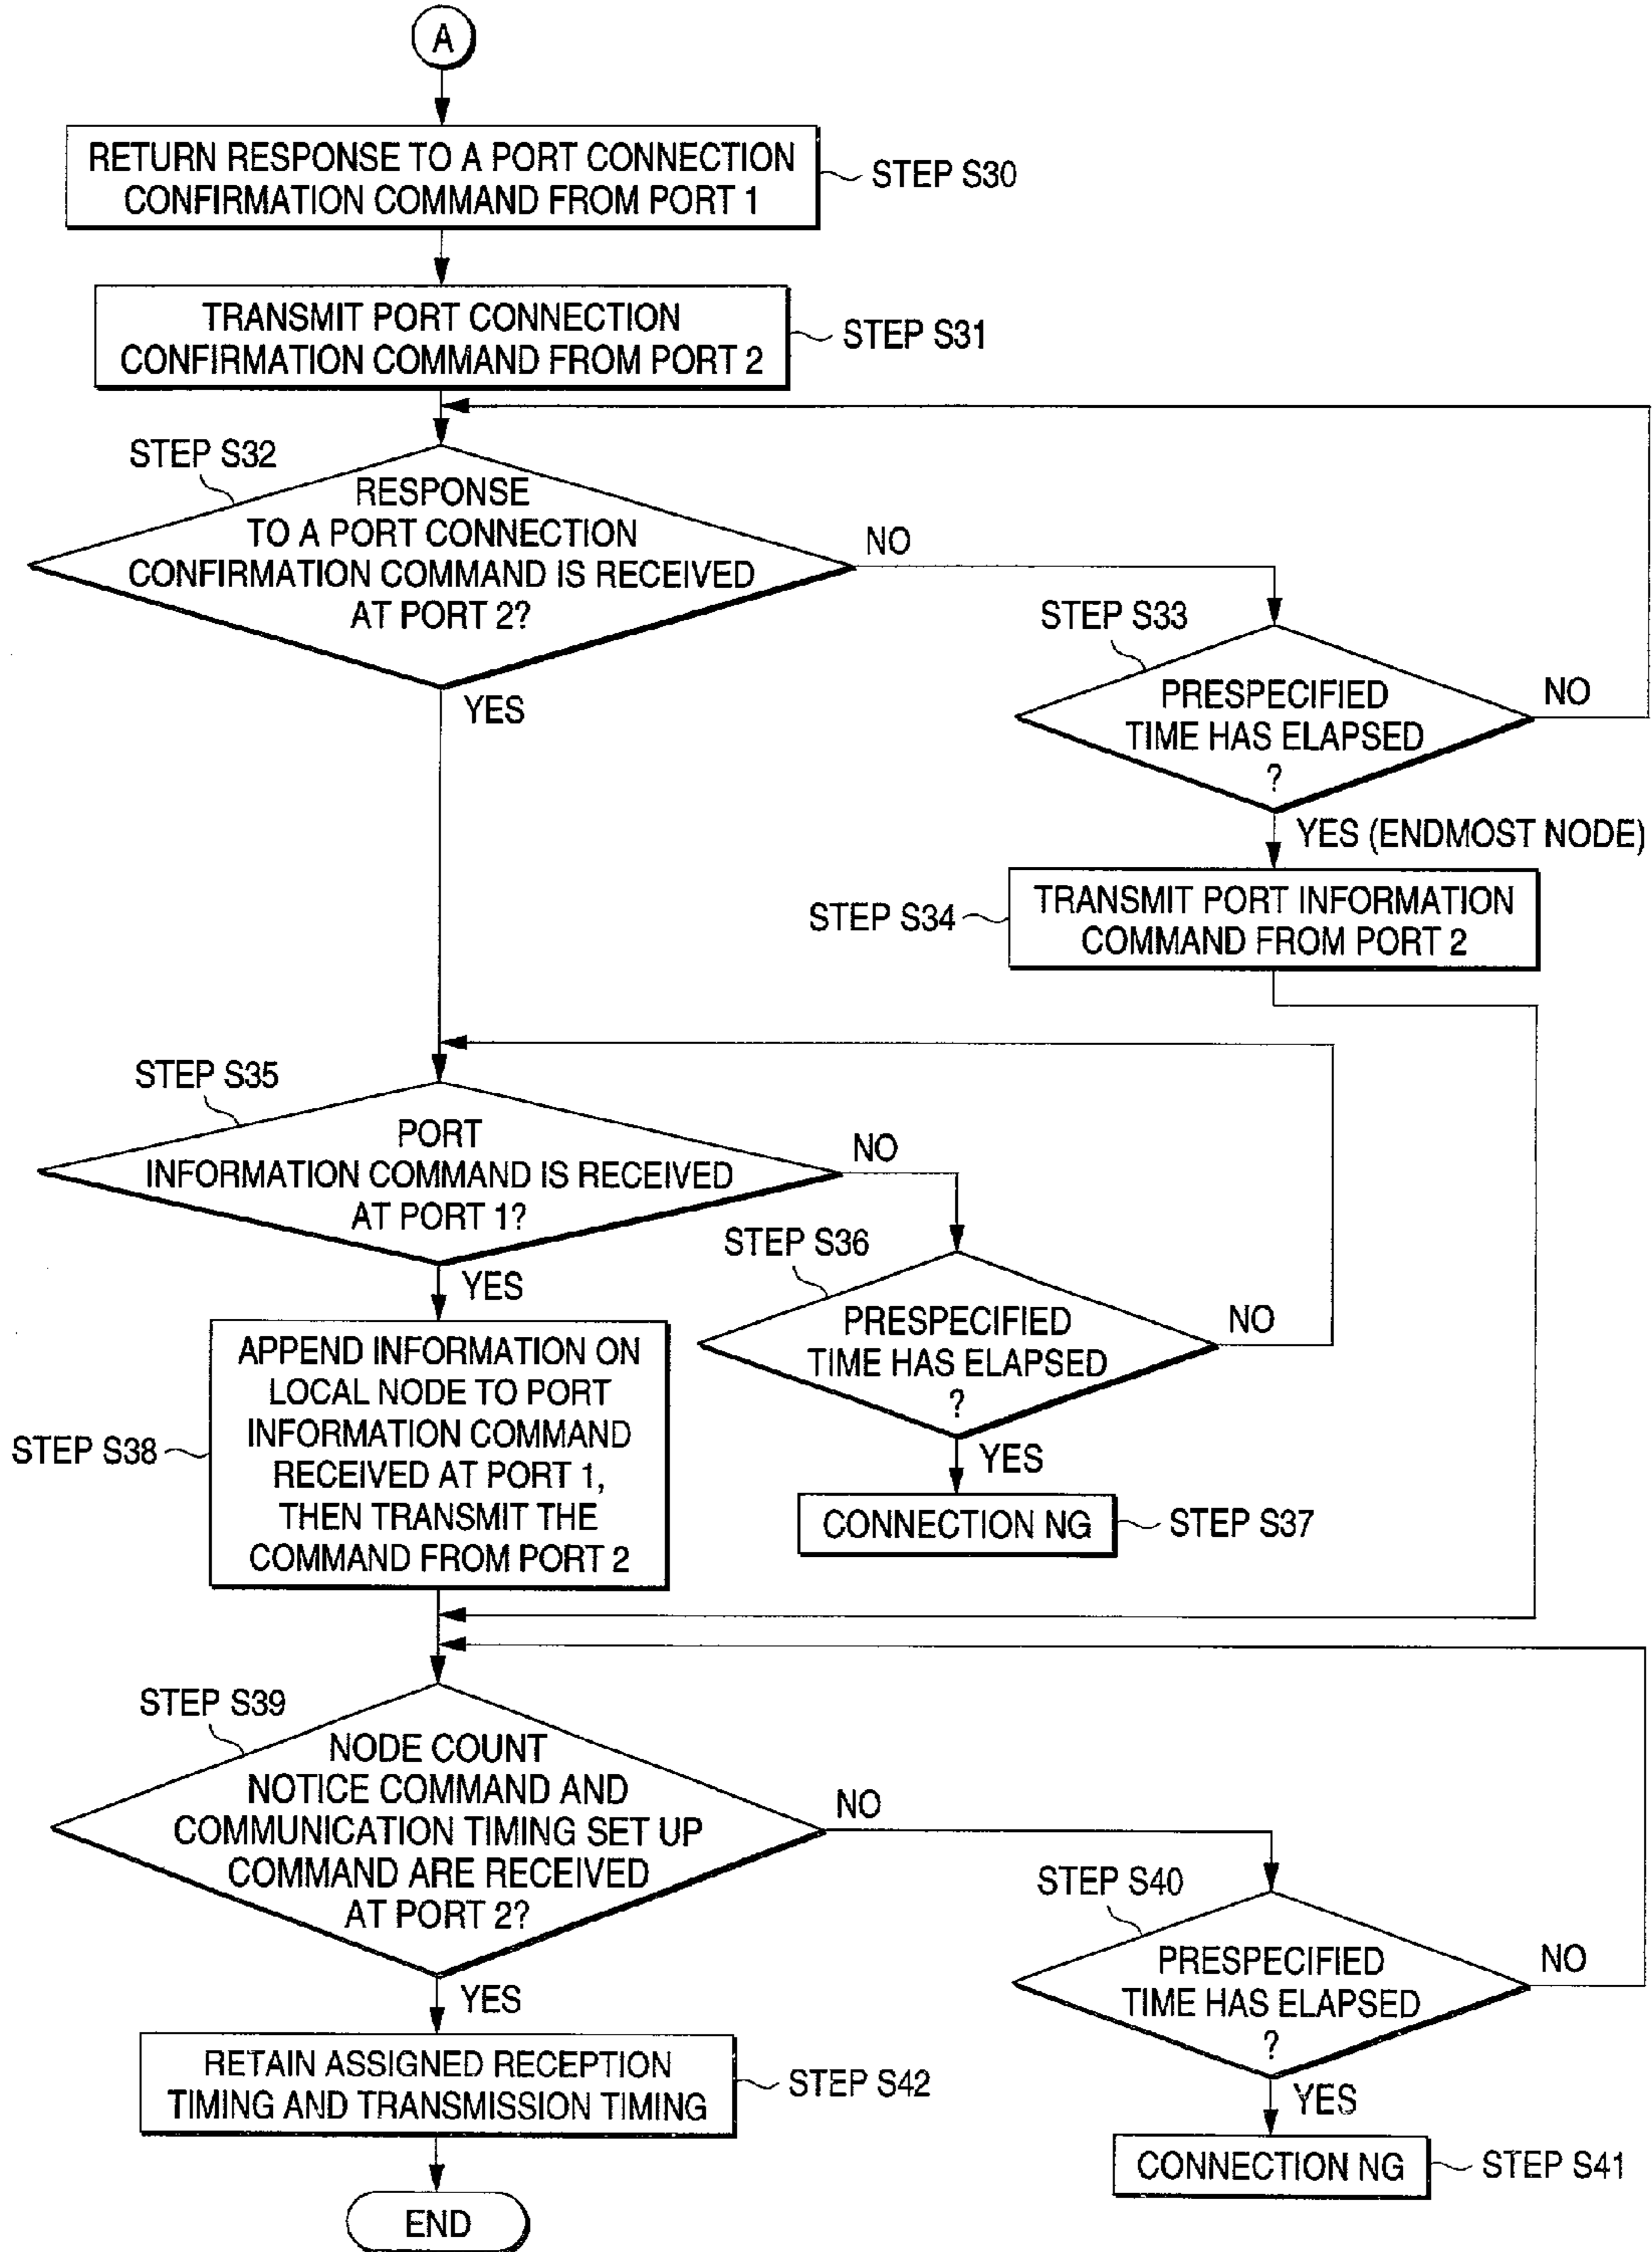 A
RETURN RESPONSE TO A PORT CONNECTION
CONFIRMATION COMMAND FROM PORT 1
STEP S30
TRANSMIT PORT CONNECTION
CONFIRMATION COMMAND FROM PORT 2
STEP S31
STEP S32
RESPONSE
TO A PORT CONNECTION
CONFIRMATION COMMAND IS RECEIVED
AT PORT 2?
NO
YES
STEP S33
PRESPECIFIED
TIME HAS ELAPSED
?
NO
YES (ENDMOST NODE)
STEP S34
TRANSMIT PORT INFORMATION
COMMAND FROM PORT 2
STEP S35
PORT
INFORMATION COMMAND IS RECEIVED
AT PORT 1?
NO
YES
STEP S36
PRESPECIFIED
TIME HAS ELAPSED
?
NO
YES
CONNECTION NG
STEP S37
STEP S38
APPEND INFORMATION ON
LOCAL NODE TO PORT
INFORMATION COMMAND
RECEIVED AT PORT 1,
THEN TRANSMIT THE
COMMAND FROM PORT 2
STEP S39
NODE COUNT
NOTICE COMMAND AND
COMMUNICATION TIMING SET UP
COMMAND ARE RECEIVED
AT PORT 2?
NO
YES
STEP S40
PRESPECIFIED
TIME HAS ELAPSED
?
NO
YES
CONNECTION NG
STEP S41
RETAIN ASSIGNED RECEPTION
TIMING AND TRANSMISSION TIMING
STEP S42
END